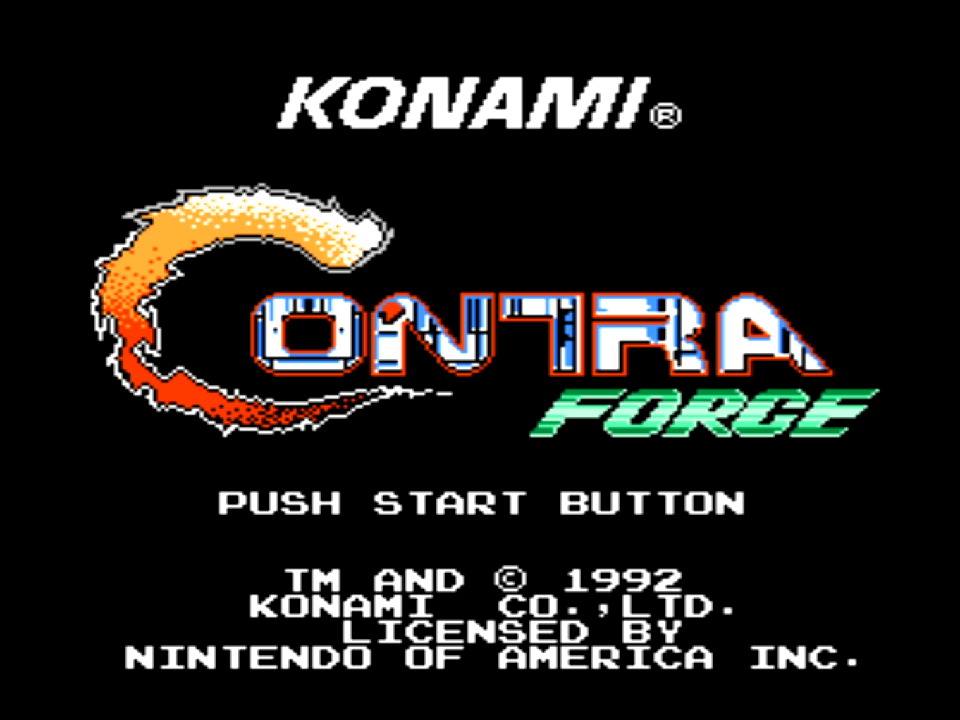 KONAMI®
CONTRA
FORCE
PUSH START BUTTON
TM AND © 1992
KONAMI CO.,LTD.
LICENSED BY
NINTENDO OF AMERICA INC.